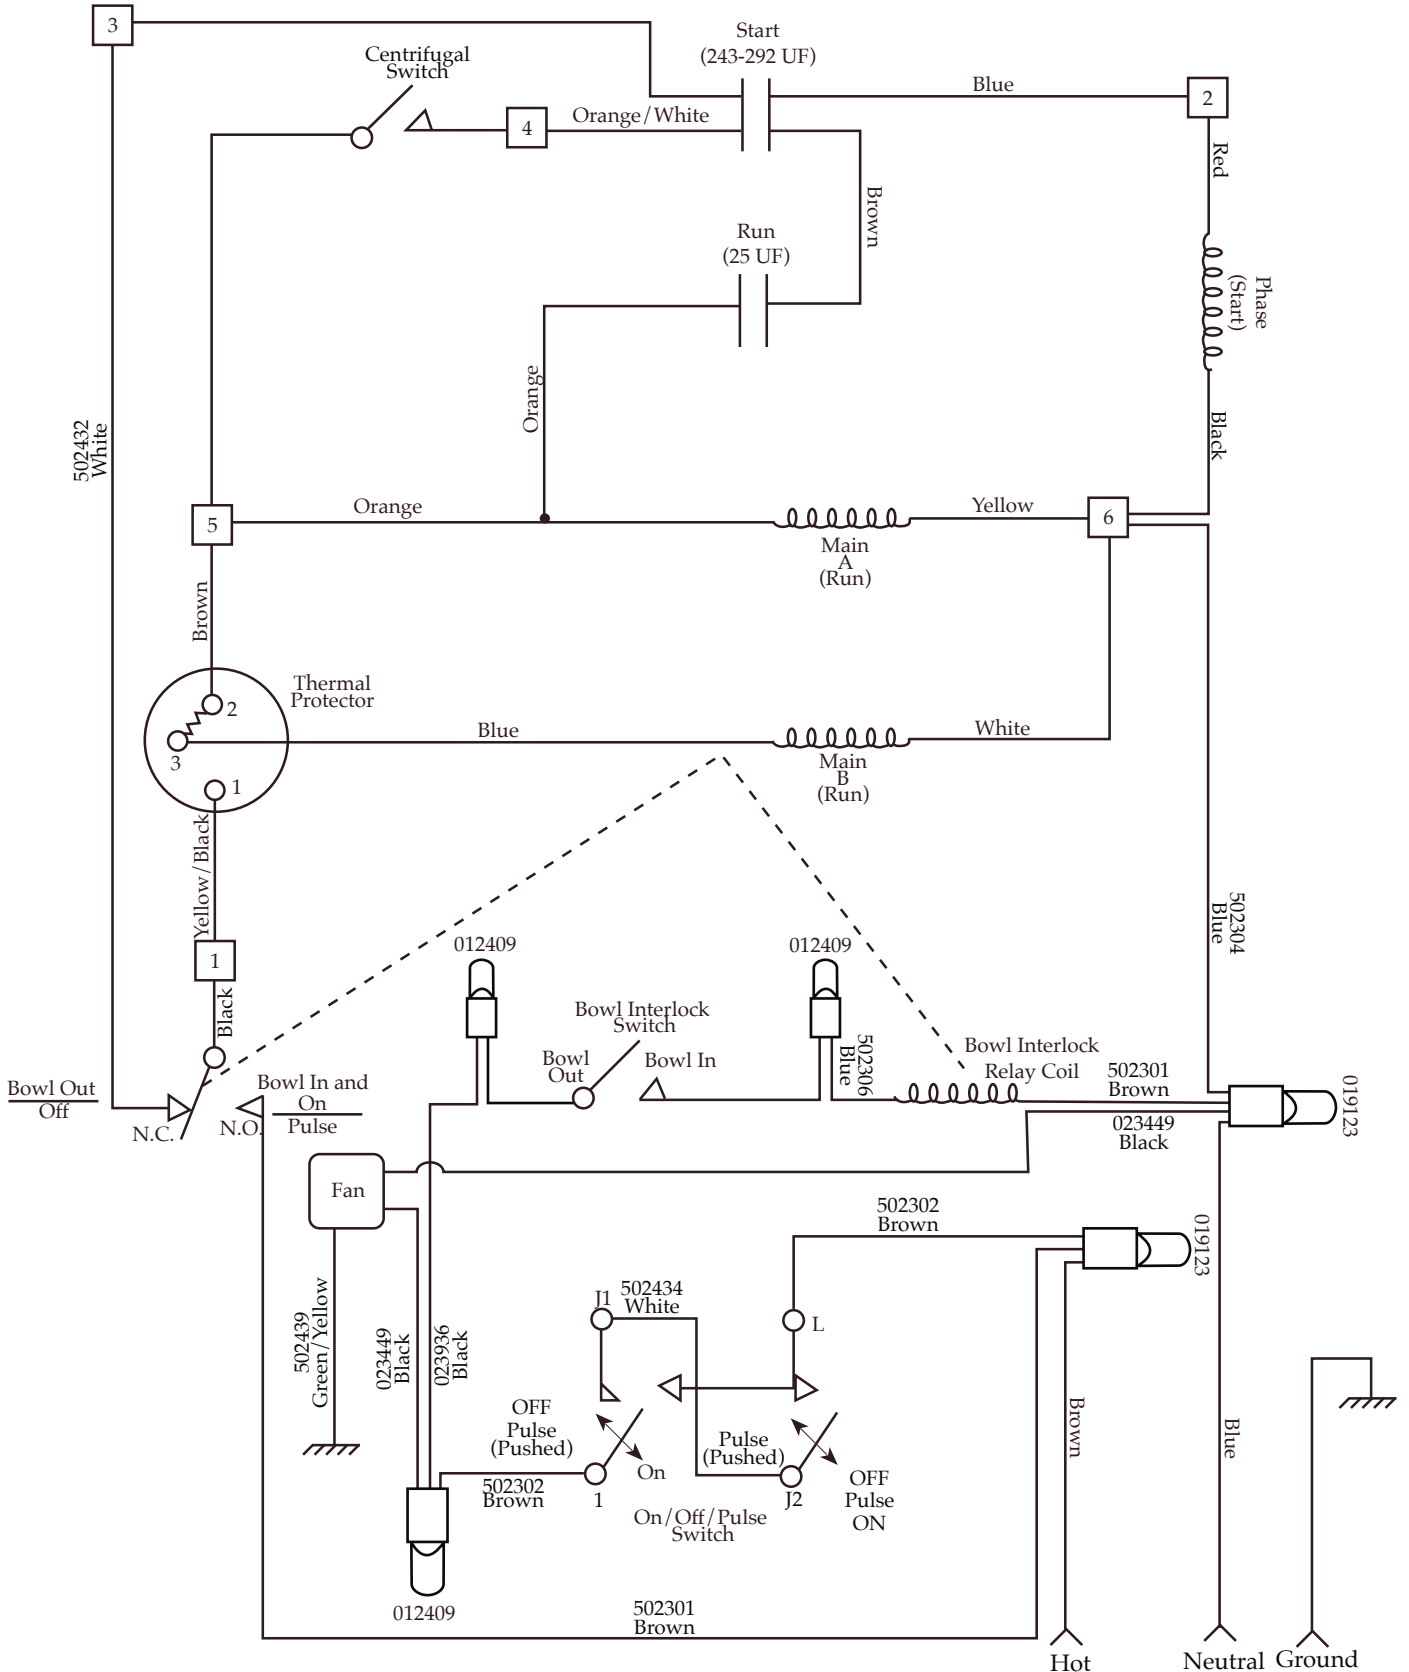 3
Start
(243-292 UF)
Centrifugal
Switch
Blue
2
4
Orange/White
Red
Brown
Run
(25 UF)
Phase
(Start)
Orange
Black
502432
White
Orange
5
Yellow
6
Main
A
(Run)
Brown
Thermal
Protector
2
Blue
White
3
1
Main
B
(Run)
Yellow/Black
502304
Blue
012409
012409
1
Black
Bowl Interlock
Switch
Bowl
Out
Bowl In
502306
Blue
Bowl Interlock
Relay Coil
502301
Brown
019123
Bowl Out
Off
Bowl In and
On
Pulse
N.C.
N.O.
023449
Black
Fan
502302
Brown
019123
502439
Green/Yellow
J1
502434
White
L
023449
Black
023936
Black
OFF
Pulse
(Pushed)
On
Pulse
(Pushed)
Brown
Blue
502302
Brown
1
J2
OFF
Pulse
ON
On/Off/Pulse
Switch
012409
502301
Brown
Hot
Neutral
Ground